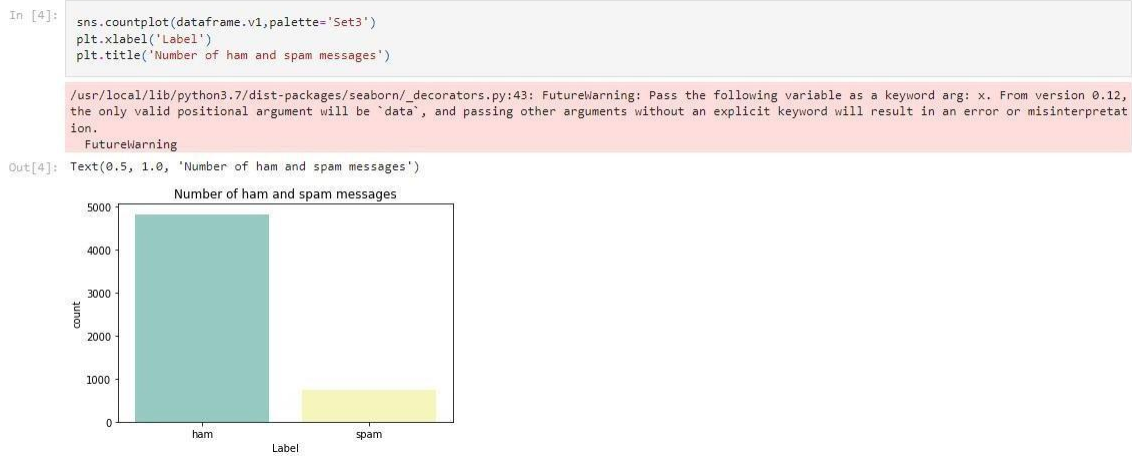 In [4]:
sns.countplot(dataframe.v1,palette='Set3')
plt.xlabel('Label')
plt.title('Number of ham and spam messages')
/usr/local/lib/python3.7/dist-packages/seaborn/_decorators.py:43: FutureWarning: Pass the following variable as a keyword arg: x. From version 0.12,
the only valid positional argument will be `data`, and passing other arguments without an explicit keyword will result in an error or misinterpretat
ion.
  FutureWarning
Out[4]: Text(0.5, 1.0, 'Number of ham and spam messages')
Number of ham and spam messages
5000
4000
3000
2000
1000
0
count
ham spam
Label